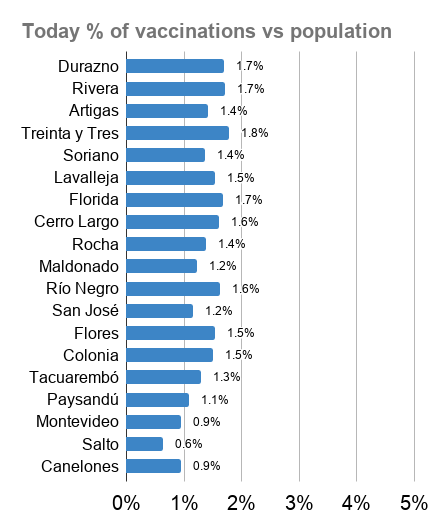 Today % of vaccinations vs population
Durazno 1.7%
Rivera 1.7%
Artigas 1.4%
Treinta y Tres 1.8%
Soriano 1.4%
Lavalleja 1.5%
Florida 1.7%
Cerro Largo 1.6%
Rocha 1.4%
Maldonado 1.2%
Río Negro 1.6%
San José 1.2%
Flores 1.5%
Colonia 1.5%
Tacuarembó 1.3%
Paysandú 1.1%
Montevideo 0.9%
Salto 0.6%
Canelones 0.9%
0% 1% 2% 3% 4% 5%